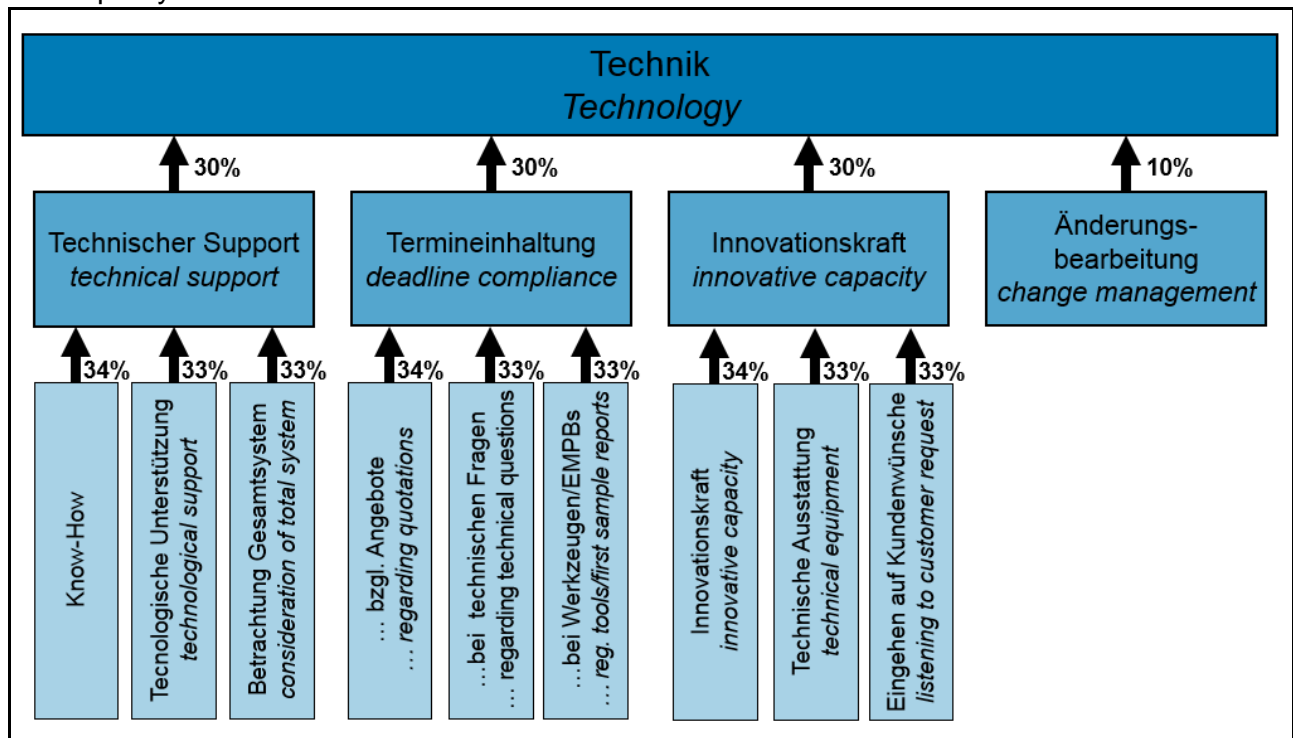 Technik
Technology
30%
30%
30%
10%
Technischer Support
technical support
Termineinhaltung
deadline compliance
Innovationskraft
innovative capacity
Änderungs-
bearbeitung
change management
34%
33%
33%
34%
33%
33%
34%
33%
33%
Know-How
Tecnologische Unterstützung
technological support
Betrachtung Gesamtsystem
consideration of total system
… bzgl. Angebote
… regarding quotations
…bei technischen Fragen
… regarding technical questions
…bei Werkzeugen/EMPBs
… reg. tools/first sample reports
Innovationskraft
innovative capacity
Technische Ausstattung
technical equipment
Eingehen auf Kundenwünsche
listening to customer request